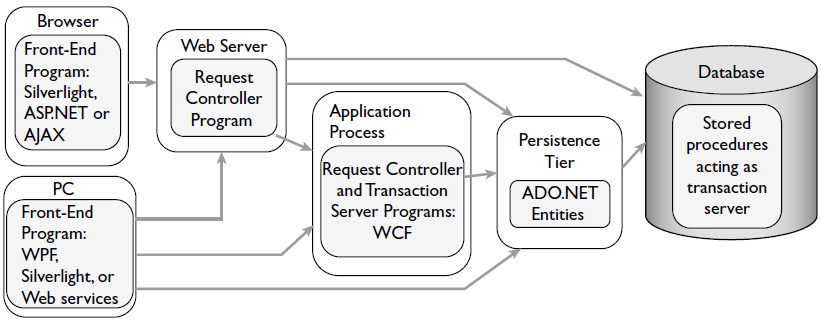 Browser
Front-End
Program:
Silverlight,
ASP.NET or
AJAX
PC
Front-End
Program:
WPF,
Silverlight, or
Web services
Web Server
Request
Controller
Program
Application
Process
Request Controller
and Transaction
Server Programs:
WCF
Persistence
Tier
ADO.NET
Entities
Database
Stored
procedures
acting as
transaction
server